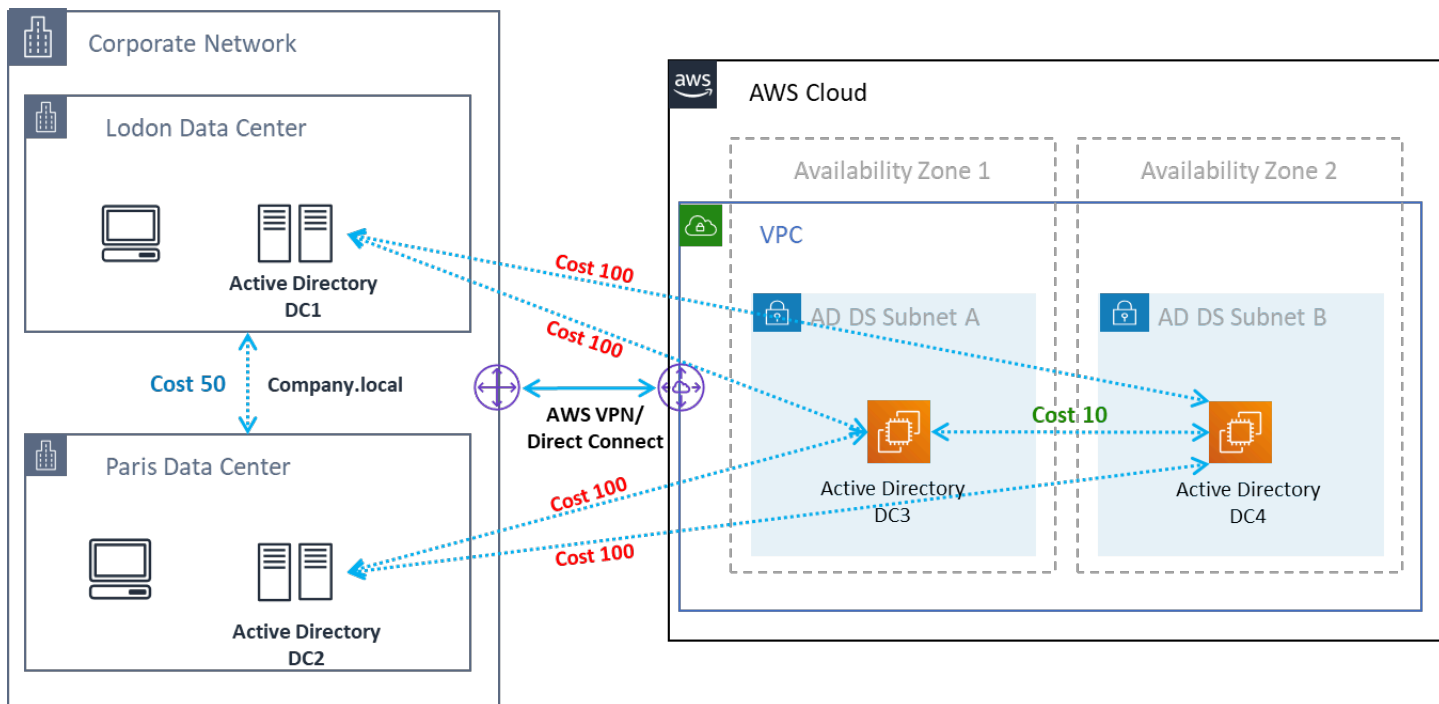 Corporate Network
Lodon Data Center
Active Directory
DC1
Cost 50
Company.local
Paris Data Center
Active Directory
DC2
Cost 100
Cost 100
AWS VPN/
Direct Connect
Cost 100
Cost 100
aws
AWS Cloud
Availability Zone 1
Availability Zone 2
VPC
AD DS Subnet A
AD DS Subnet B
Cost 10
Active Directory
DC3
Active Directory
DC4